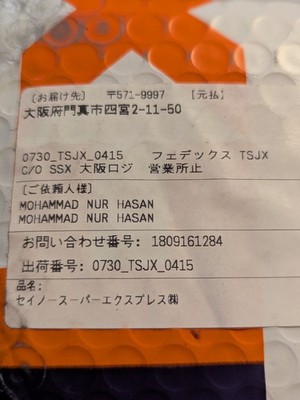 [お届け先] 〒571-9997 [元払]
大阪府門真市四宮2-11-50
0730_TSJX_0415 フェデックス TSJX
C/O SSX 大阪ロジ 営業所止
[ご依頼人様]
MOHAMMAD NUR HASAN
MOHAMMAD NUR HASAN
お問い合わせ番号: 1809161284
出荷番号: 0730_TSJX_0415
品名:
セイノースーパーエクスプレス㈱